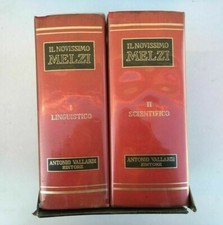 IL NOVISSIMO
MELZI
I
LINGUISTICO
ANTONIO VALLARDI
EDITORE
IL NOVISSIMO
MELZI
II
SCIENTIFICO
ANTONIO VALLARDI
EDITORE